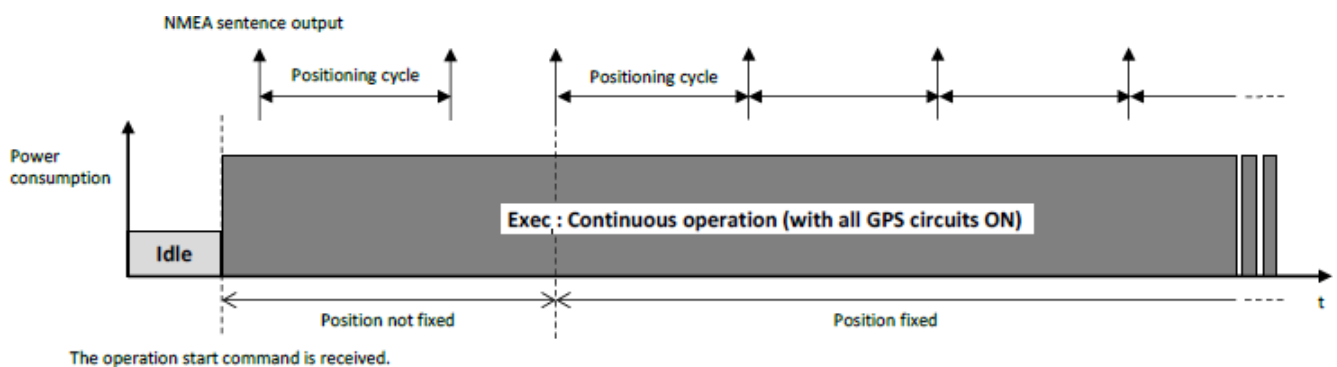 NMEA sentence output
Positioning cycle
Positioning cycle
Power
consumption
Exec : Continuous operation (with all GPS circuits ON)
Idle
t
Position not fixed
Position fixed
The operation start command is received.